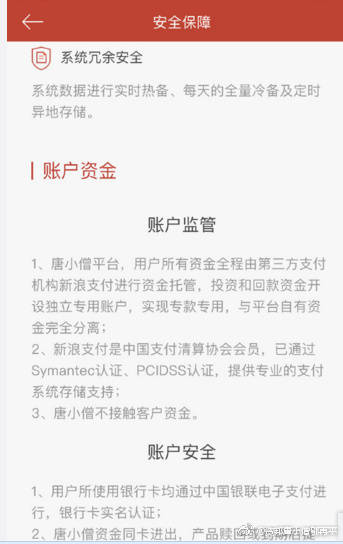 安全保障
系统冗余安全
系统数据进行实时热备、每天的全量冷备及定时
异地存储。
账户资金
账户监管
1、唐小僧平台，用户所有资金全程由第三方支付
机构新浪支付进行资金托管，投资和回款资金开
设独立专用账户，实现专款专用，与平台自有资
金完全分离；
2、新浪支付是中国支付清算协会会员，已通过
Symantec认证、PCIDSS认证，提供专业的支付
系统存储支持；
3、唐小僧不接触客户资金。
账户安全
1、用户所使用银行卡均通过中国银联电子支付进
行，银行卡实名认证；
2、唐小僧资金同卡进出，产品赎回或到期后